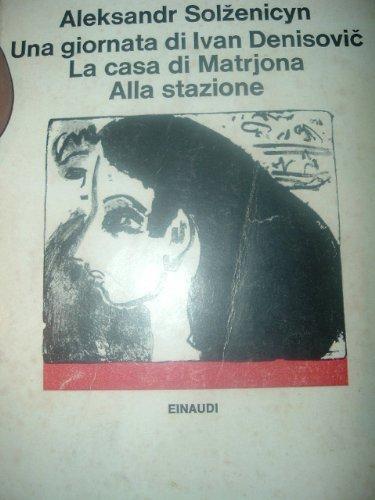 Aleksandr Solženicyn
Una giornata di Ivan Denisovič
La casa di Matrjona
Alla stazione
EINAUDI